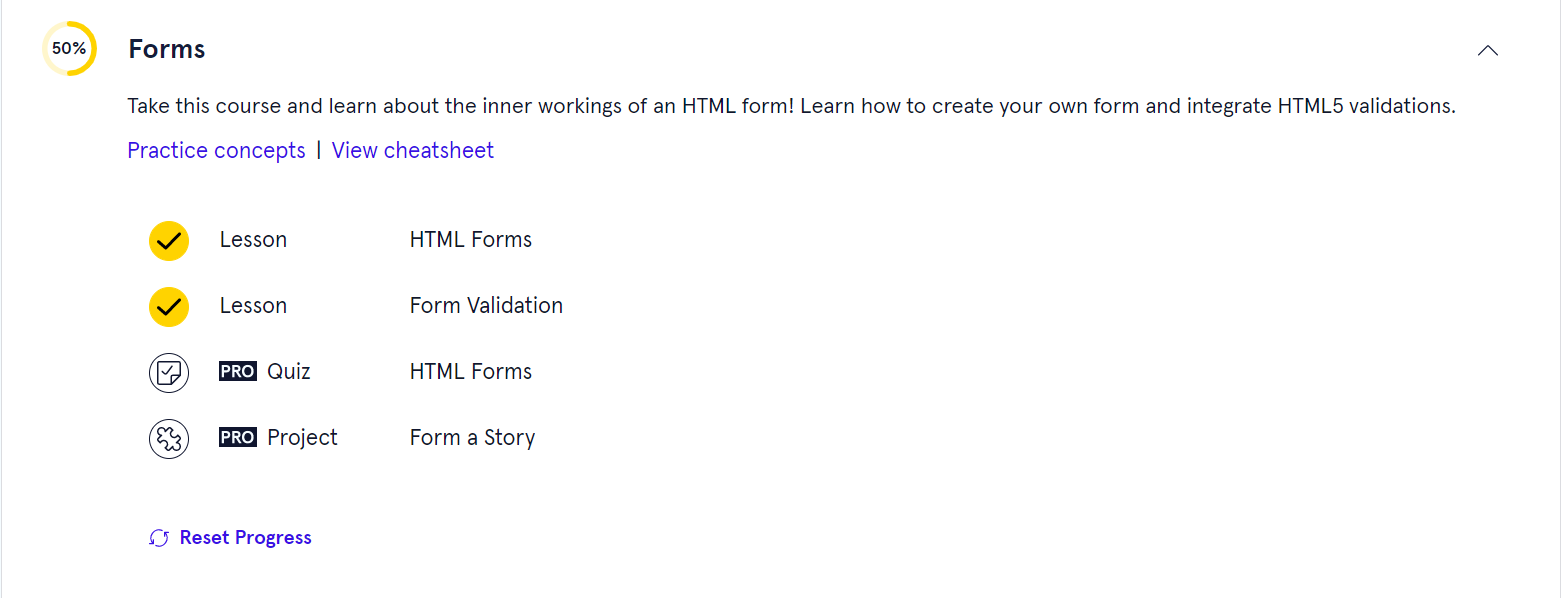 50% Forms
Take this course and learn about the inner workings of an HTML form! Learn how to create your own form and integrate HTML5 validations.
Practice concepts | View cheatsheet
Lesson HTML Forms
Lesson Form Validation
PRO Quiz HTML Forms
PRO Project Form a Story
Reset Progress